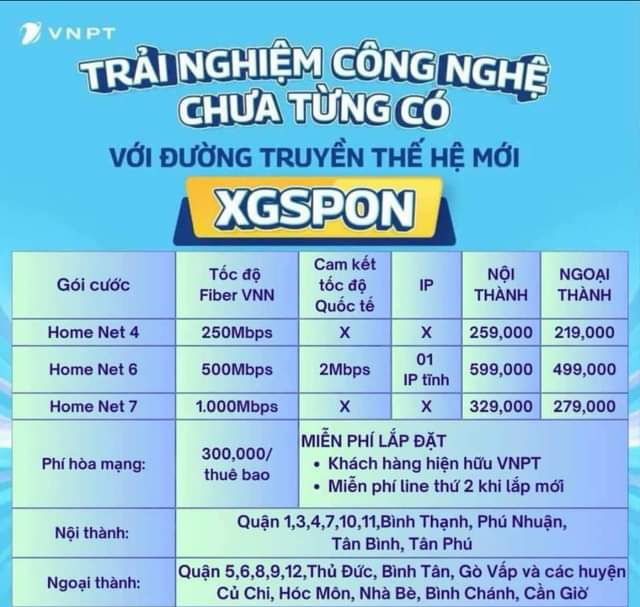 VNPT
TRẢI NGHIỆM CÔNG NGHỆ
CHƯA TỪNG CÓ
VỚI ĐƯỜNG TRUYỀN THẾ HỆ MỚI
XGSPON
Gói cước Tốc độ Fiber VNN Cam kết tốc độ Quốc tế IP NỘI THÀNH NGOẠI THÀNH
Home Net 4 250Mbps X X 259,000 219,000
Home Net 6 500Mbps 2Mbps 01 IP tĩnh 599,000 499,000
Home Net 7 1.000Mbps X X 329,000 279,000
Phí hòa mạng: 300,000/ thuê bao
MIỄN PHÍ LẮP ĐẶT
• Khách hàng hiện hữu VNPT
• Miễn phí line thứ 2 khi lắp mới
Nội thành: Quận 1,3,4,7,10,11,Bình Thạnh, Phú Nhuận,
Tân Bình, Tân Phú
Ngoại thành: Quận 5,6,8,9,12,Thủ Đức, Bình Tân, Gò Vấp và các huyện
Củ Chi, Hóc Môn, Nhà Bè, Bình Chánh, Cần Giờ